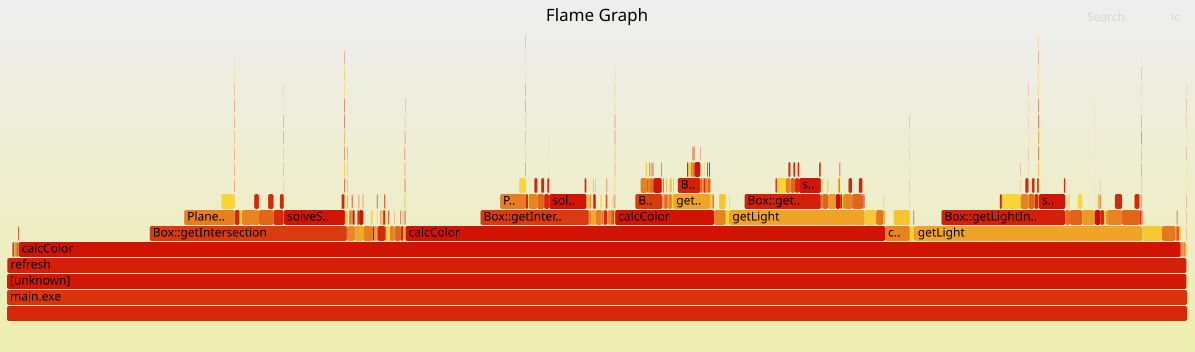 Flame Graph
Search ic
B..
s..
P.. sol.. B.. get.. Box::get.. s..
Plane.. solveS.. Box::getInter.. calcColor getLight Box::getLightIn..
Box::getIntersection calcColor c.. getLight
calcColor
refresh
[unknown]
main.exe